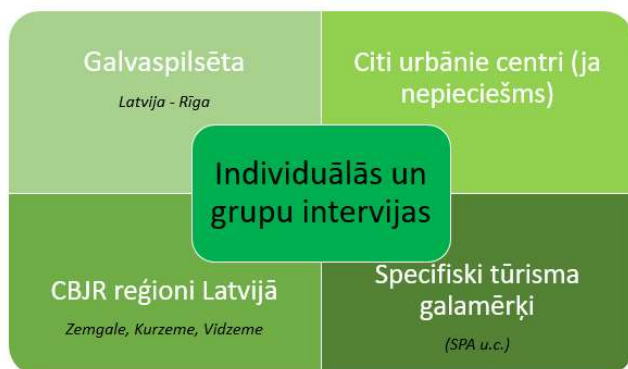 Galvaspilsēta
Latvija - Rīga
Citi urbānie centri (ja
nepieciešms)
Individuālās un
grupu intervijas
CBJR reģioni Latvijā
Zemgale, Kurzeme, Vidzeme
Specifiski tūrisma
galamērķi
(SPA u.c.)